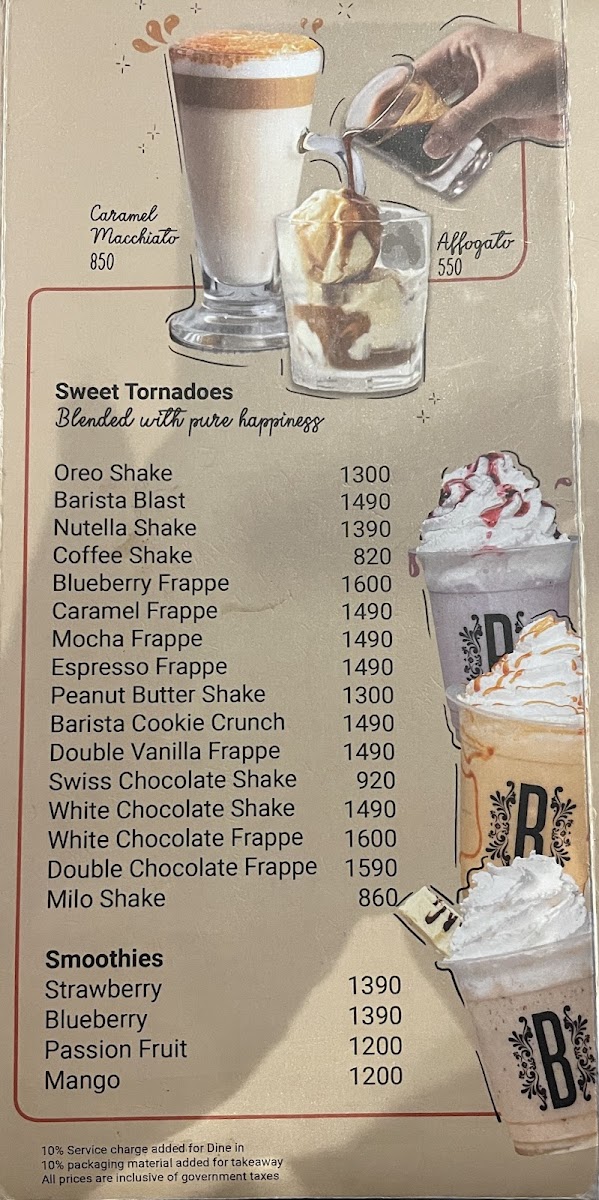 Caramel
Macchiato
850
Affogato
550
Sweet Tornadoes
Blended with pure happiness
Oreo Shake 1300
Barista Blast 1490
Nutella Shake 1390
Coffee Shake 820
Blueberry Frappe 1600
Caramel Frappe 1490
Mocha Frappe 1490
Espresso Frappe 1490
Peanut Butter Shake 1300
Barista Cookie Crunch 1490
Double Vanilla Frappe 1490
Swiss Chocolate Shake 920
White Chocolate Shake 1490
White Chocolate Frappe 1600
Double Chocolate Frappe 1590
Milo Shake 860
B
B
B
Smoothies
Strawberry 1390
Blueberry 1390
Passion Fruit 1200
Mango 1200
10% Service charge added for Dine in
10% packaging material added for takeaway
All prices are inclusive of government taxes